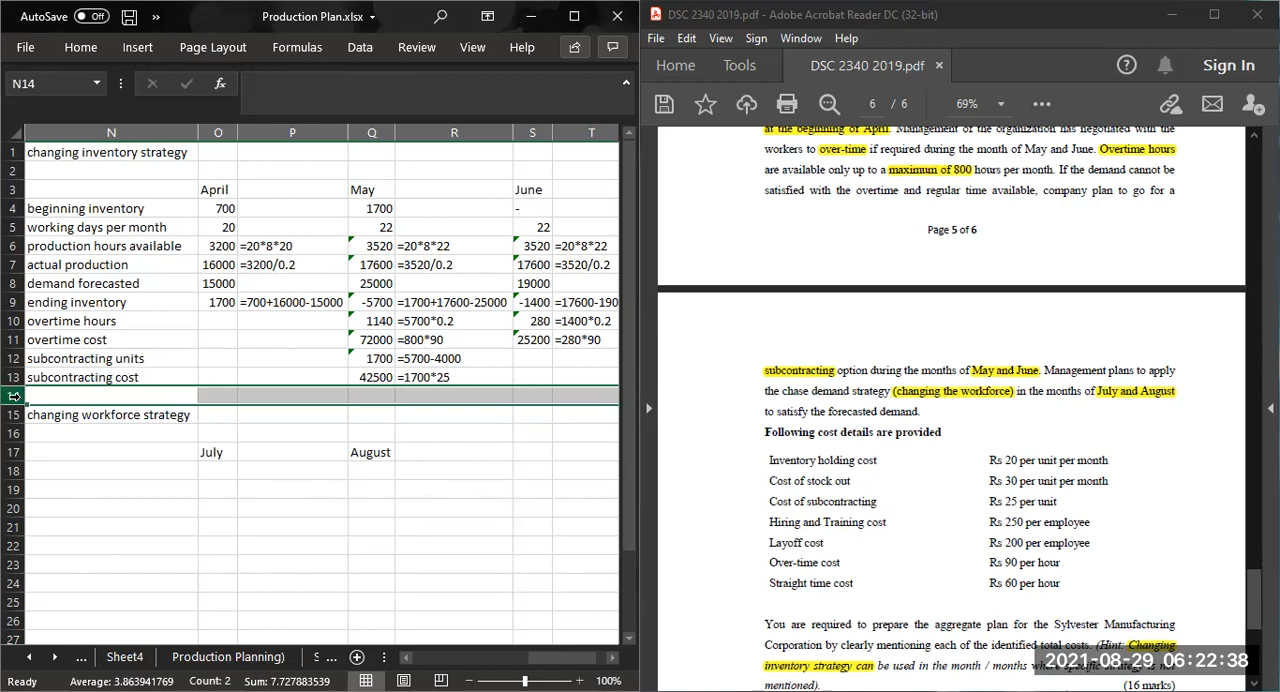 AutoSave Off » Production Plan.xlsx
File Home Insert Page Layout Formulas Data Review View Help
N14 fx
N O P Q R S T
1 changing inventory strategy
2
3 April May June
4 beginning inventory 700 1700 -
5 working days per month 20 22 22
6 production hours available 3200 =20*8*20 3520 =20*8*22 3520 =20*8*22
7 actual production 16000 =3200/0.2 17600 =3520/0.2 17600 =3520/0.2
8 demand forecasted 15000 25000 19000
9 ending inventory 1700 =700+16000-15000 -5700 =1700+17600-25000 -1400 =17600-190
10 overtime hours 1140 =5700*0.2 280 =1400*0.2
11 overtime cost 72000 =800*90 25200 =280*90
12 subcontracting units 1700 =5700-4000
13 subcontracting cost 42500 =1700*25
15 changing workforce strategy
16
17 July August
18
19
20
21
22
23
24
25
26
27
... Sheet4 Production Planning) S ...
Ready Average: 3.863941769 Count: 2 Sum: 7.727883539 100%
DSC 2340 2019.pdf - Adobe Acrobat Reader DC (32-bit)
File Edit View Sign Window Help
Home Tools DSC 2340 2019.pdf × Sign In
6 / 6 69%
at the beginning of April. Management of the organization has negotiated with the
workers to over-time if required during the month of May and June. Overtime hours
are available only up to a maximum of 800 hours per month. If the demand cannot be
satisfied with the overtime and regular time available, company plan to go for a
Page 5 of 6
subcontracting option during the months of May and June. Management plans to apply
the chase demand strategy (changing the workforce) in the months of July and August
to satisfy the forecasted demand.
Following cost details are provided
Inventory holding cost Rs 20 per unit per month
Cost of stock out Rs 30 per unit per month
Cost of subcontracting Rs 25 per unit
Hiring and Training cost Rs 250 per employee
Layoff cost Rs 200 per employee
Over-time cost Rs 90 per hour
Straight time cost Rs 60 per hour
You are required to prepare the aggregate plan for the Sylvester Manufacturing
Corporation by clearly mentioning each of the identified total costs. (Hint: Changing
inventory strategy can be used in the month / months where specific strategy is not
mentioned). (16 marks)
2021-08-29 06:22:38